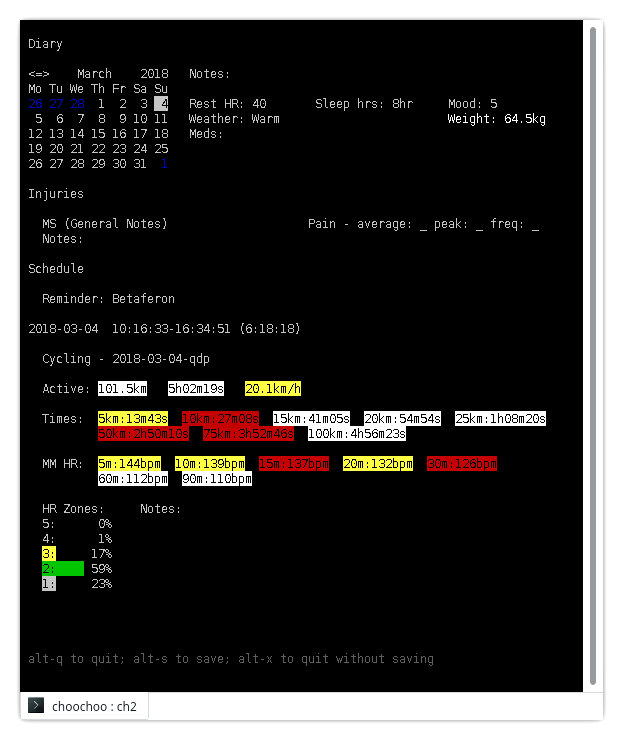 Diary
<=> March 2018 Notes:
Mo Tu We Th Fr Sa Su
26 27 28 1 2 3 4 Rest HR: 40 Sleep hrs: 8hr Mood: 5
5 6 7 8 9 10 11 Weather: Warm Weight: 64.5kg
12 13 14 15 16 17 18 Meds:
19 20 21 22 23 24 25
26 27 28 29 30 31 1
Injuries
MS (General Notes) Pain - average: _ peak: _ freq: _
Notes:
Schedule
Reminder: Betaferon
2018-03-04 10:16:33-16:34:51 (6:18:18)
Cycling - 2018-03-04-qdp
Active: 101.5km 5h02m19s 20.1km/h
Times: 5km:13m43s 10km:27m08s 15km:41m05s 20km:54m54s 25km:1h08m20s
50km:2h50m10s 75km:3h52m46s 100km:4h56m23s
MM HR: 5m:144bpm 10m:139bpm 15m:137bpm 20m:132bpm 30m:126bpm
60m:112bpm 90m:110bpm
HR Zones: Notes:
5: 0%
4: 1%
3: 17%
2: 59%
1: 23%
alt-q to quit; alt-s to save; alt-x to quit without saving
choochoo : ch2